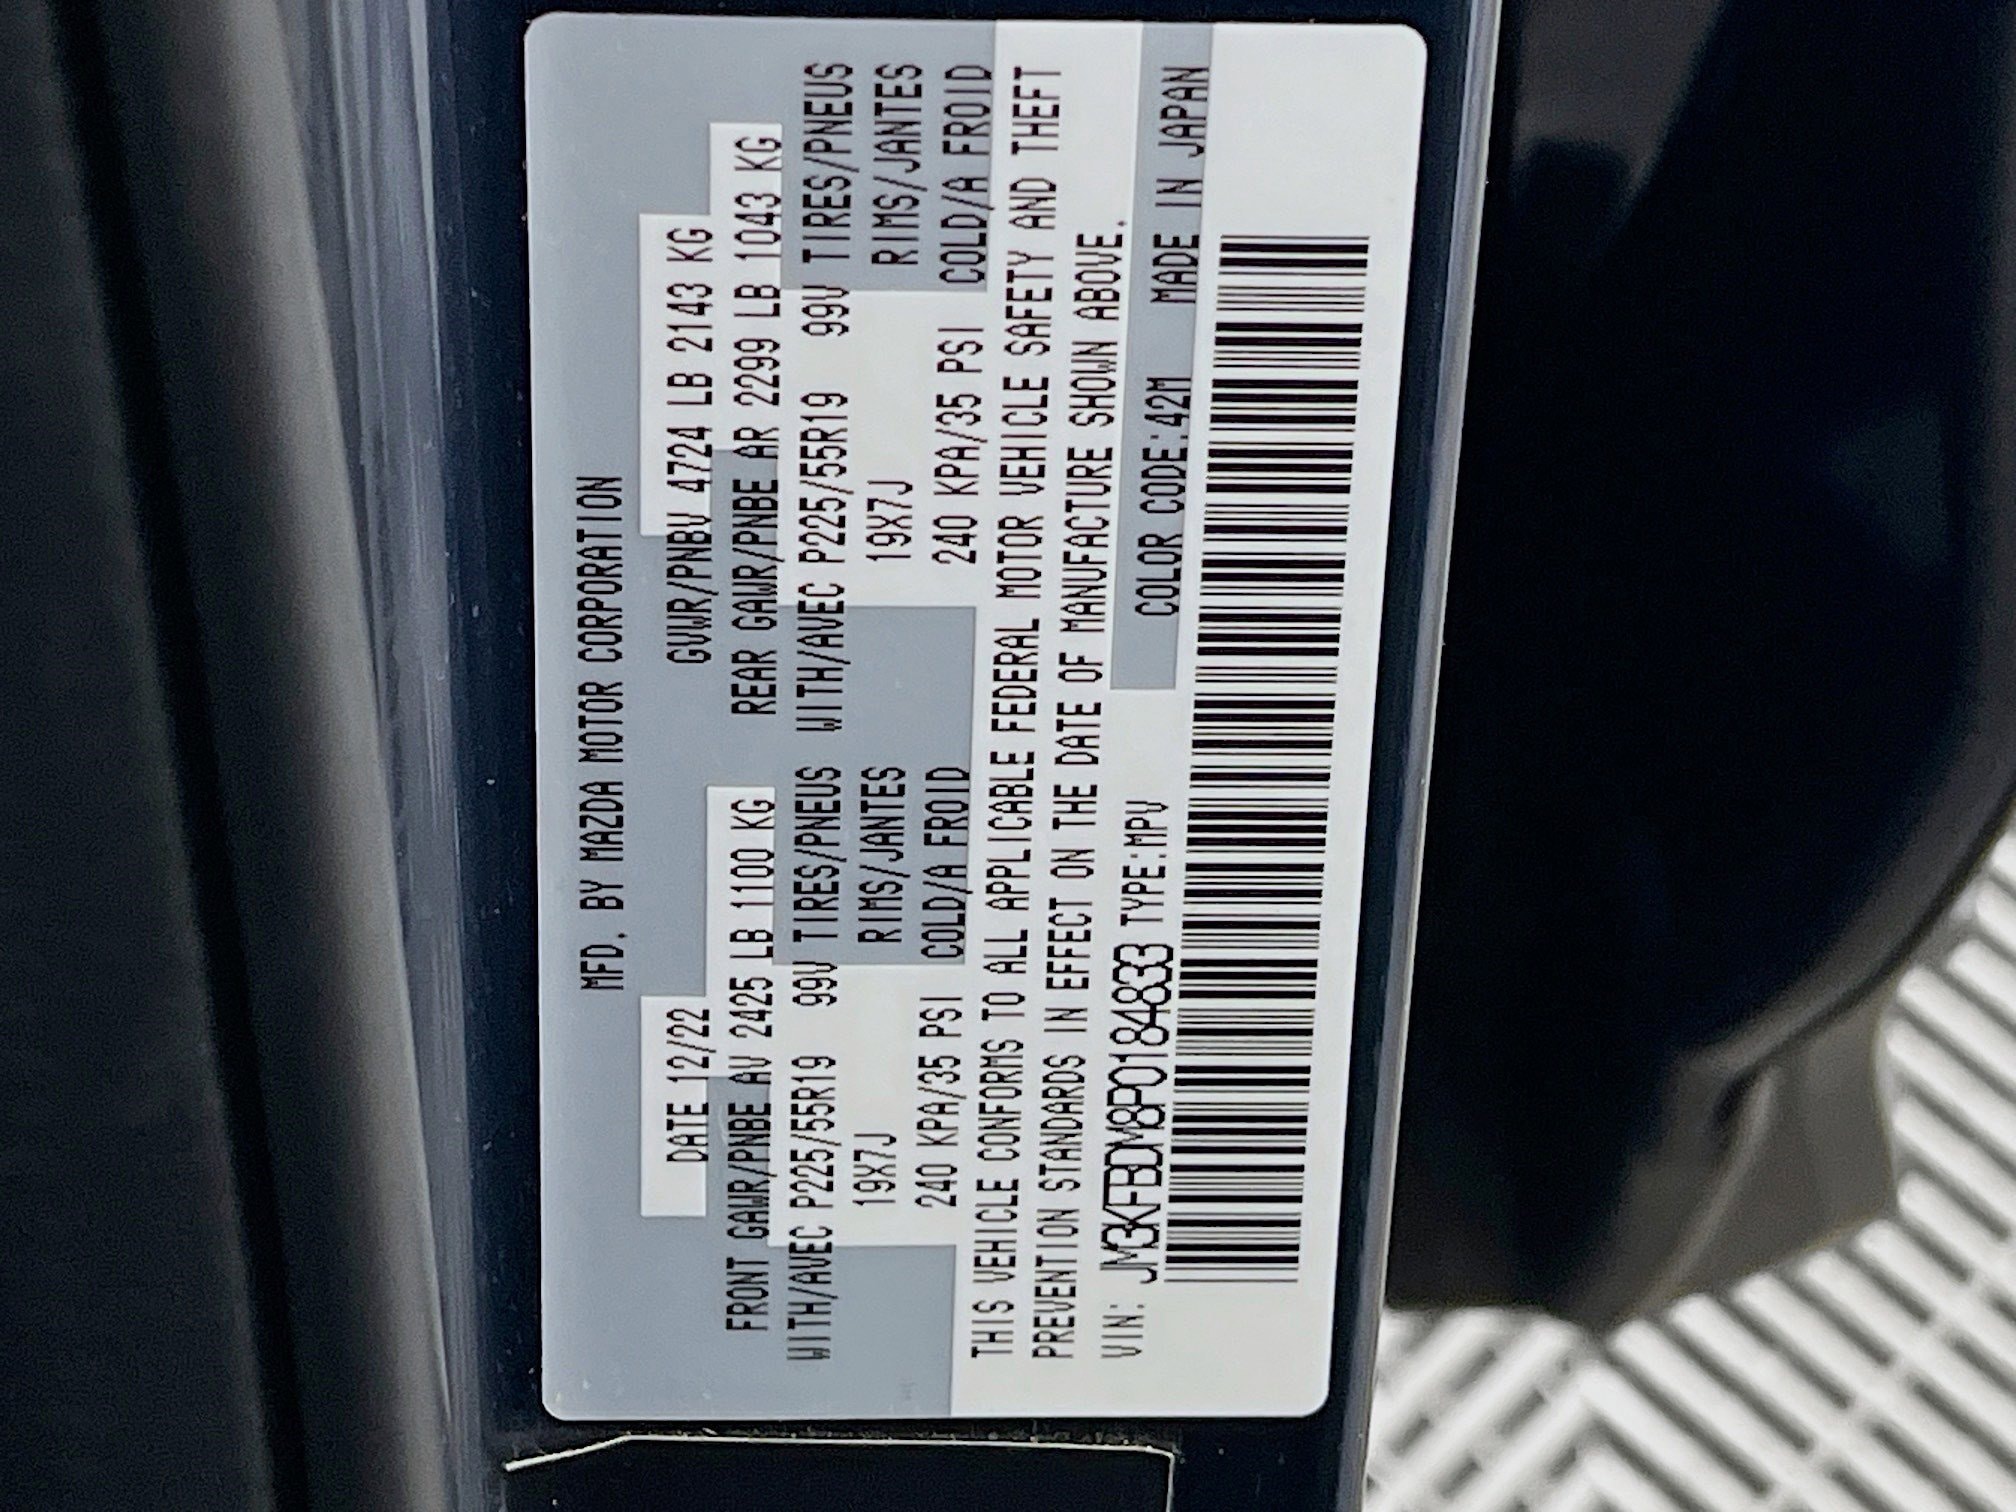 MFD. BY MAZDA MOTOR CORPORATION
DATE 12/22 GVWR/PNBV 4724 LB 2143 KG
FRONT GAWR/PNBE AV 2425 LB 1100 KG REAR GAWR/PNBE AR 2299 LB 1043 KG
WITH/AVEC P225/55R19 99V TIRES/PNEUS WITH/AVEC P225/55R19 99V TIRES/PNEUS
19X7J RIMS/JANTES 19X7J RIMS/JANTES
240 KPA/35 PSI COLD/A FROID 240 KPA/35 PSI COLD/A FROID
THIS VEHICLE CONFORMS TO ALL APPLICABLE FEDERAL MOTOR VEHICLE SAFETY AND THEFT
PREVENTION STANDARDS IN EFFECT ON THE DATE OF MANUFACTURE SHOWN ABOVE.
VIN: JM3KFBDM8P0184833 TYPE:MPV COLOR CODE:42M MADE IN JAPAN